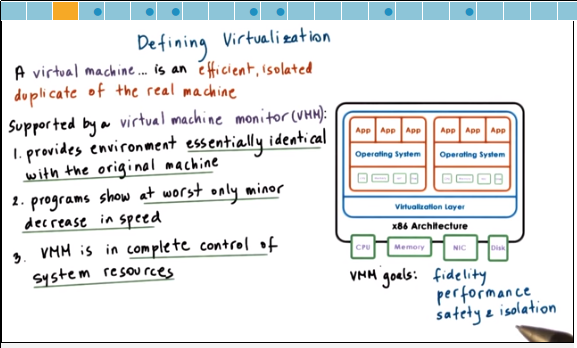 Defining Virtualization
A virtual machine... is an efficient, isolated
duplicate of the real machine
Supported by a virtual machine monitor (VMM):
1. provides environment essentially identical
with the original machine
2. programs show at worst only minor
decrease in speed
3. VMM is in complete control of
system resources
App App App App App App
Operating System Operating System
Virtualization Layer
x86 Architecture
CPU Memory NIC Disk
VMM goals: fidelity
performance
safety & isolation